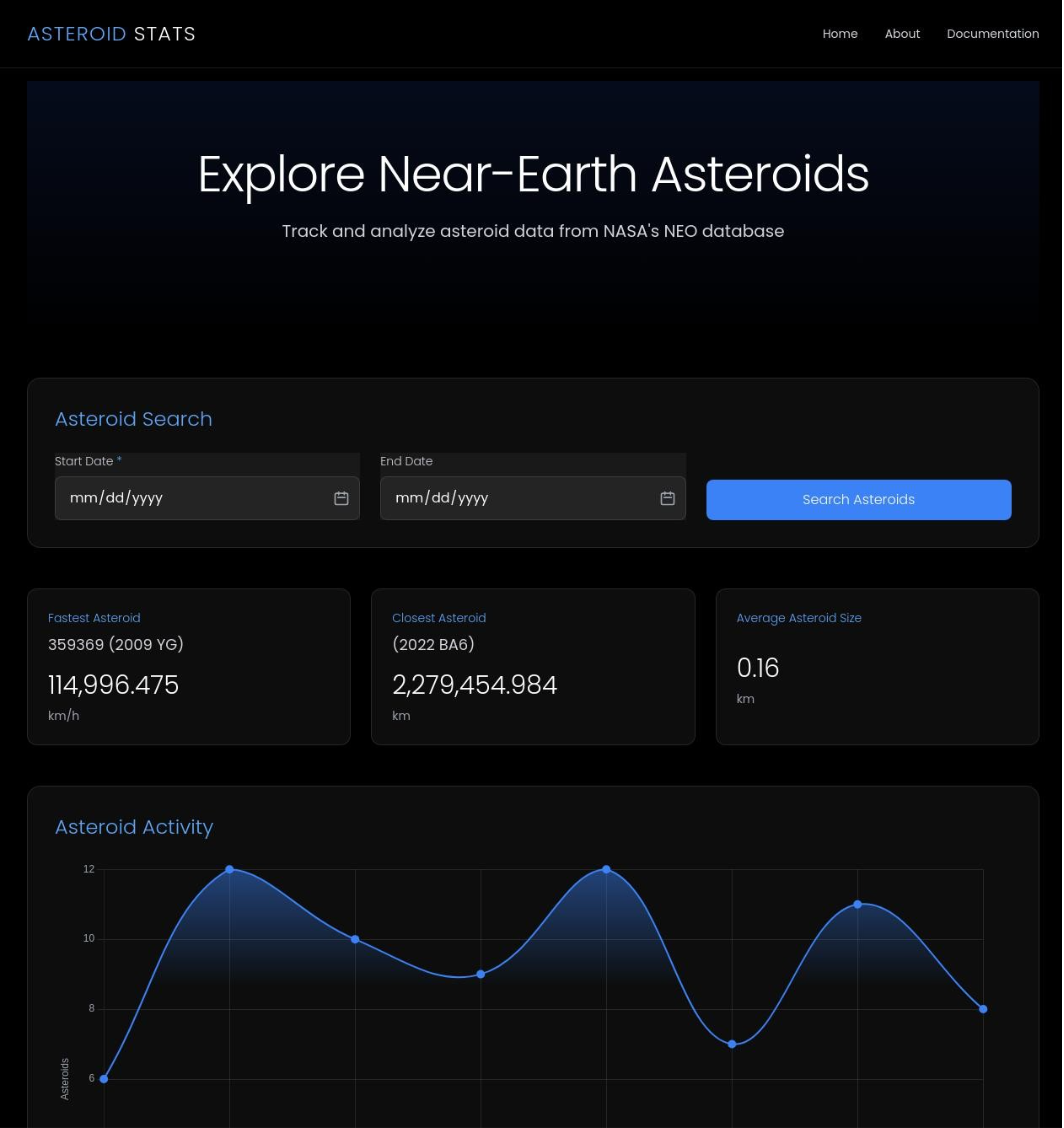 ASTEROID STATS
Home About Documentation
Explore Near-Earth Asteroids
Track and analyze asteroid data from NASA's NEO database
Asteroid Search
Start Date *
mm/dd/yyyy
End Date
mm/dd/yyyy
Search Asteroids
Fastest Asteroid
359369 (2009 YG)
114,996.475
km/h
Closest Asteroid
(2022 BA6)
2,279,454.984
km
Average Asteroid Size
0.16
km
Asteroid Activity
12
10
8
6
Asteroids